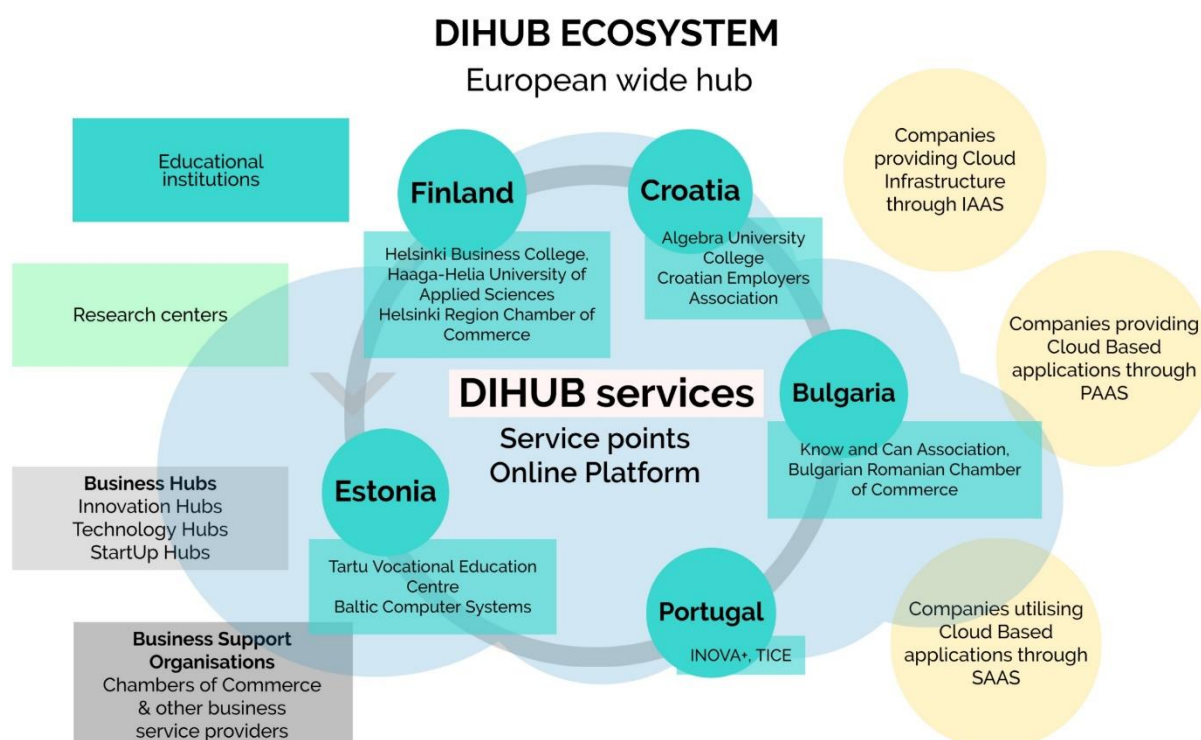 DIHUB ECOSYSTEM
European wide hub
Educational
institutions
Research centers
Business Hubs
Innovation Hubs
Technology Hubs
StartUp Hubs
Business Support
Organisations
Chambers of Commerce
& other business
service providers
Finland
Helsinki Business College,
Haaga-Helia University of
Applied Sciences
Helsinki Region Chamber of
Commerce
Croatia
Algebra University
College
Croatian Employers
Association
DIHUB services
Service points
Online Platform
Bulgaria
Know and Can Association,
Bulgarian Romanian Chamber
of Commerce
Estonia
Tartu Vocational Education
Centre
Baltic Computer Systems
Portugal
INOVA+, TICE
Companies
providing Cloud
Infrastructure
through IAAS
Companies providing
Cloud Based
applications through
PAAS
Companies utilising
Cloud Based
applications through
SAAS